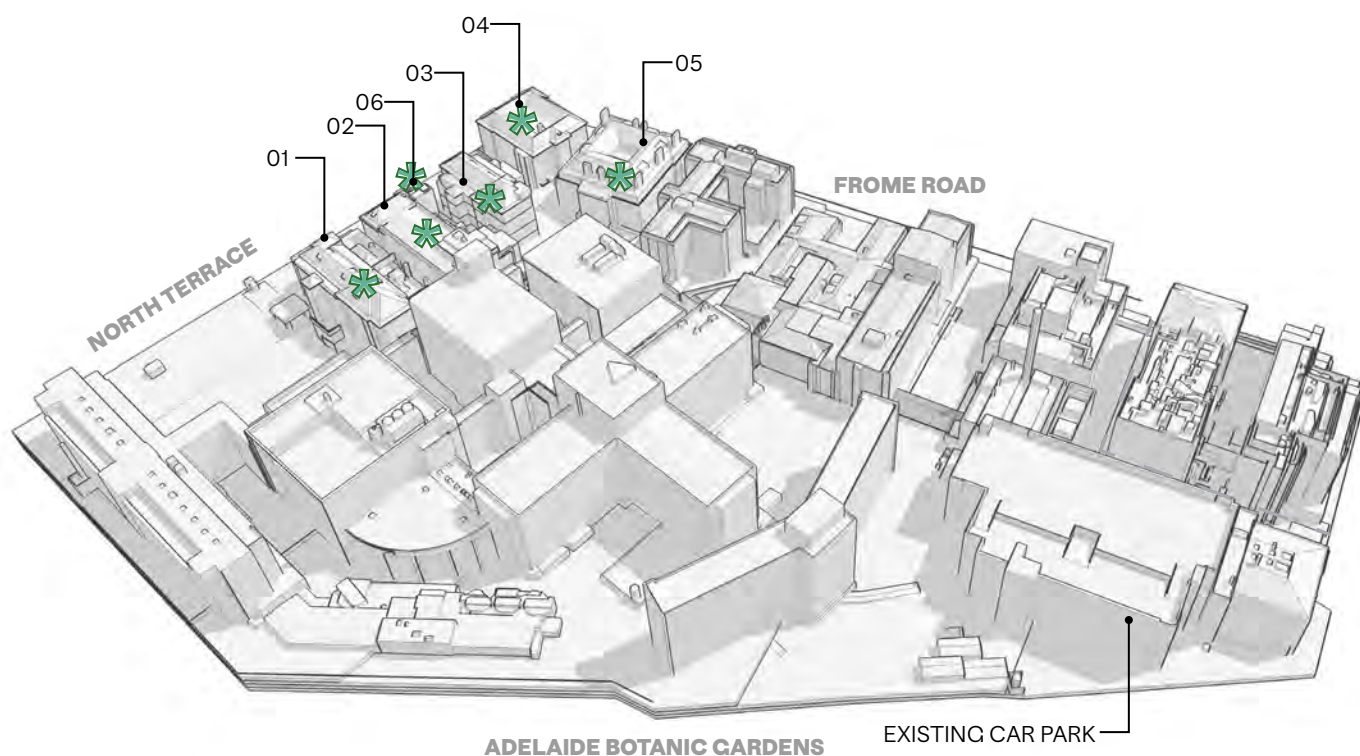 04
05
03
06
02
01
FROME ROAD
NORTH TERRACE
EXISTING CAR PARK
ADELAIDE BOTANIC GARDENS